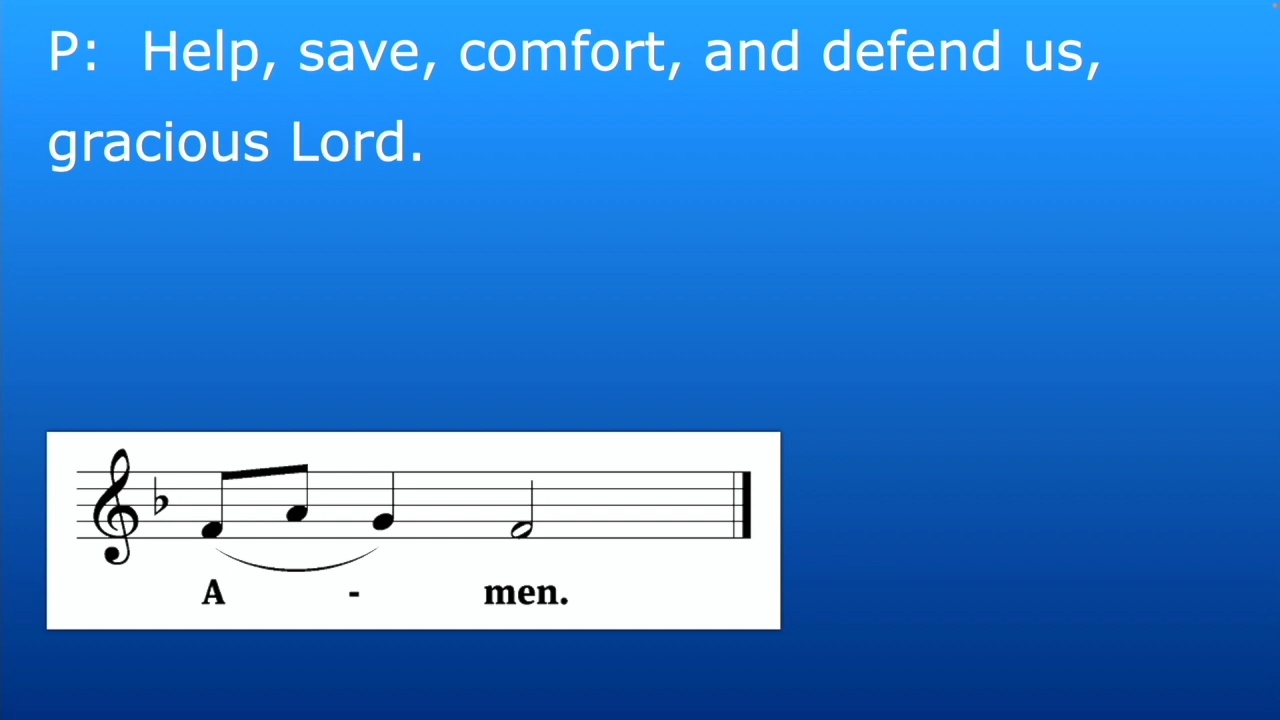 P: Help, save, comfort, and defend us,
gracious Lord.
A - men.